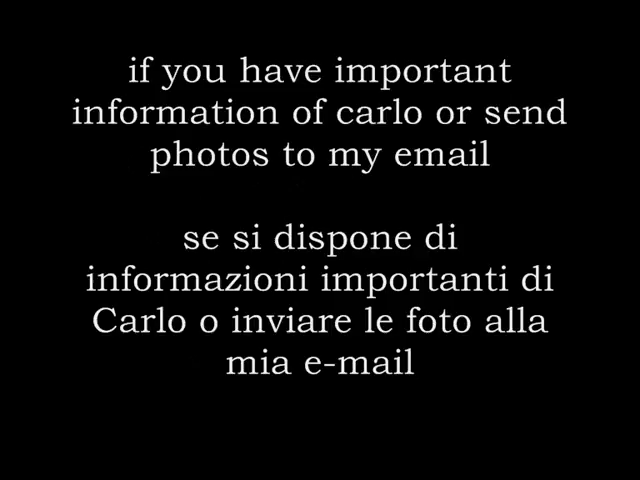 if you have important
information of carlo or send
photos to my email
se si dispone di
informazioni importanti di
Carlo o inviare le foto alla
mia e-mail